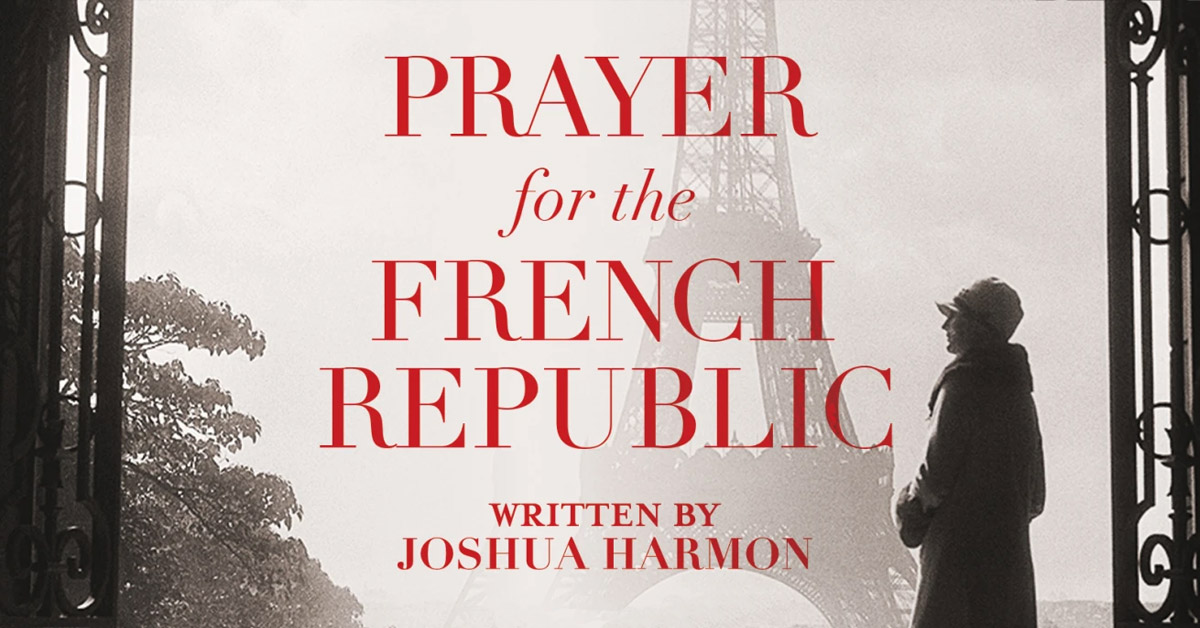 PRAYER
for the
FRENCH
REPUBLIC
WRITTEN BY
JOSHUA HARMON